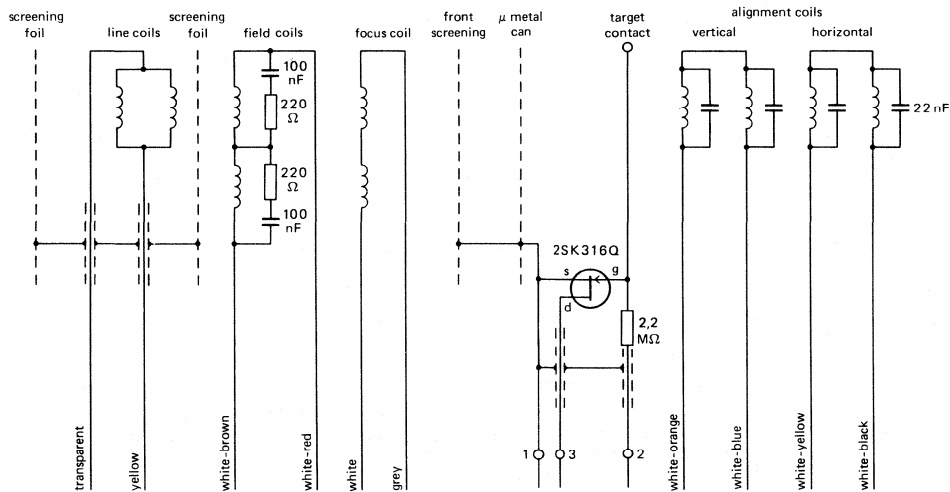 screening
foil
line coils
screening
foil
field coils
focus coil
front
screening
μ metal
can
target
contact
alignment coils
vertical
horizontal
100
nF
220
Ω
220
Ω
100
nF
22 nF
2SK316Q
s
g
d
2,2
MΩ
1
3
2
transparent
yellow
white-brown
white-red
white
grey
white-orange
white-blue
white-yellow
white-black